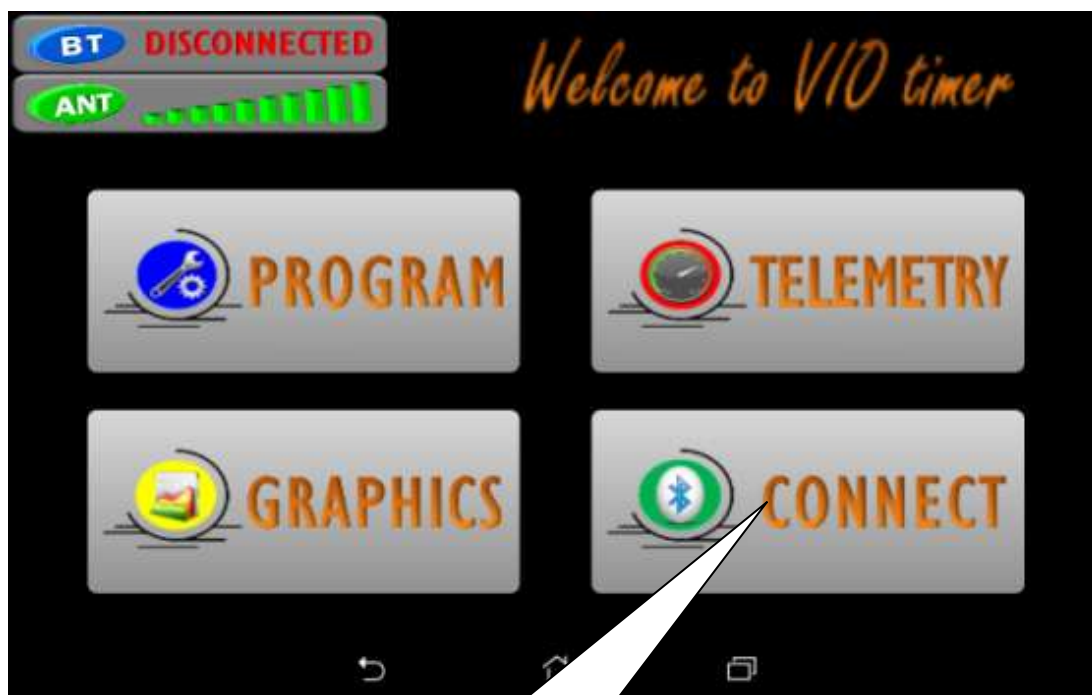 BT DISCONNECTED
ANT
Welcome to VIO timer
PROGRAM
TELEMETRY
GRAPHICS
CONNECT